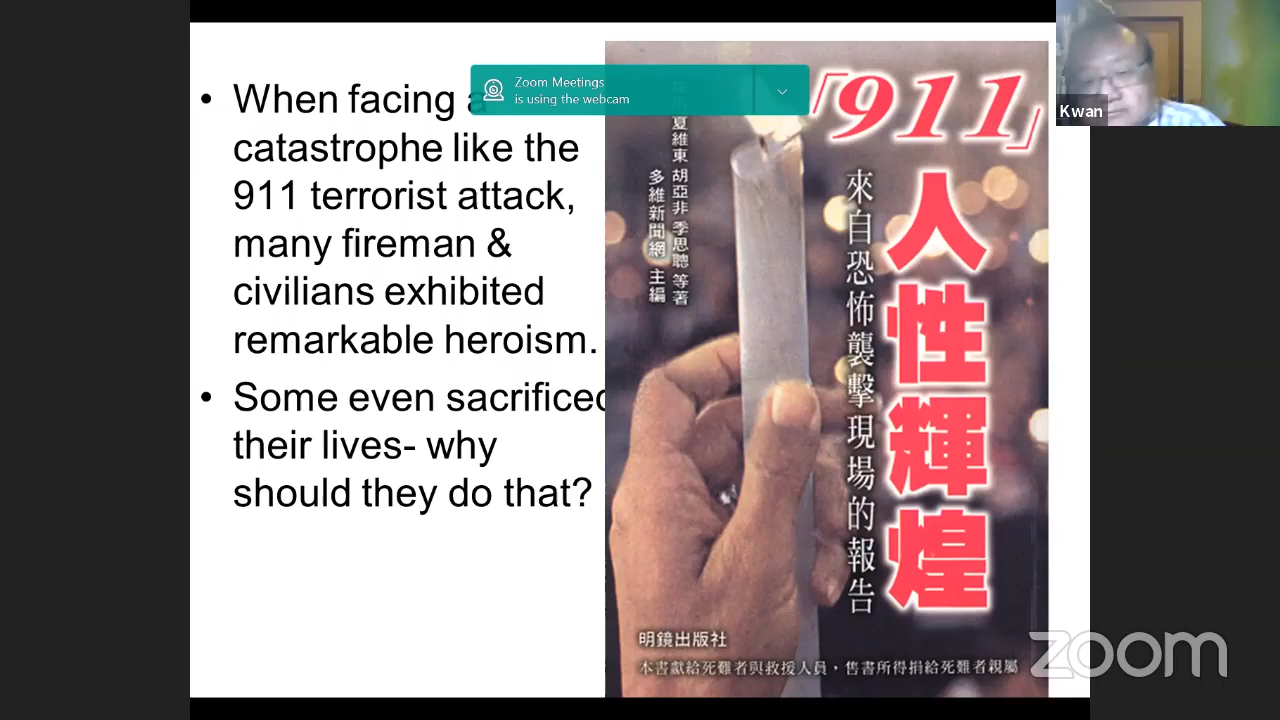 • When facing a
catastrophe like the
911 terrorist attack,
many fireman &
civilians exhibited
remarkable heroism.
• Some even sacrificed
their lives- why
should they do that?
Zoom Meetings
is using the webcam
「911」
人性輝煌
來自恐怖襲擊現場的報告
夏維東 胡亞非 季思聰 等著
多維新聞網 主編
明鏡出版社
本書獻給死難者與救援人員，售書所得捐給死難者親屬
Kwan
zoom